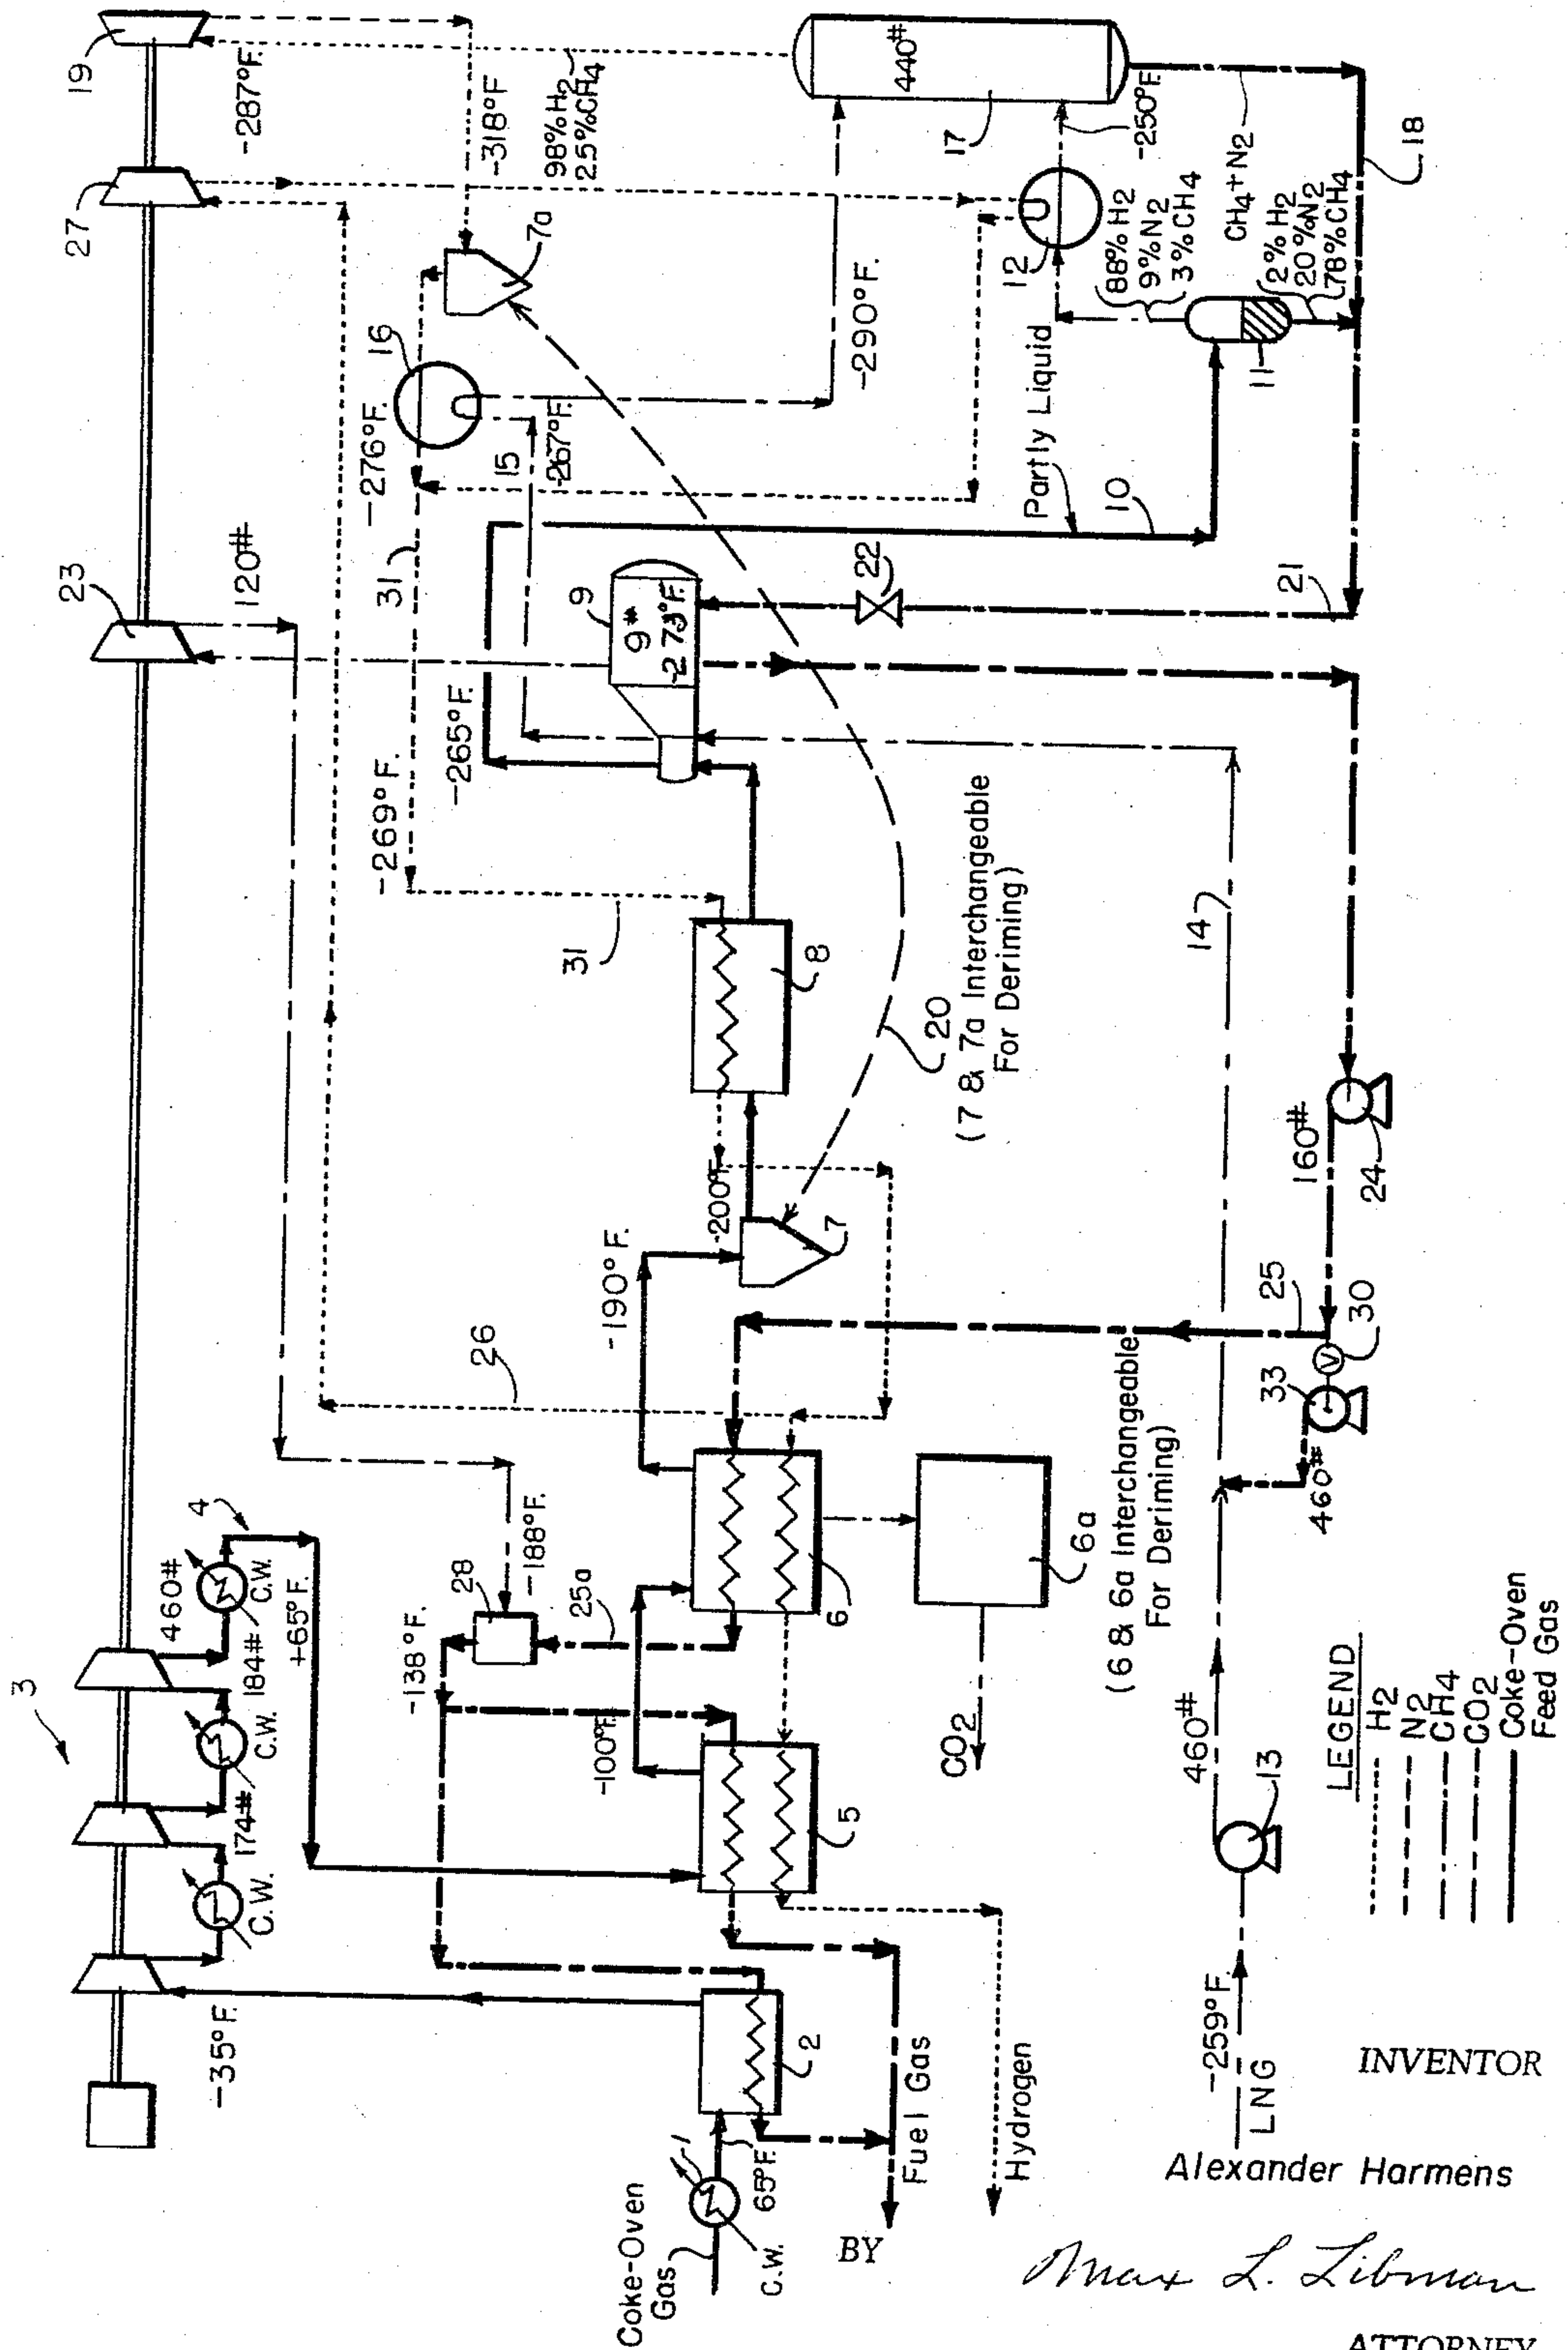 3
4
460#
C.W.
184#
C.W.
174#
C.W.
+65°F.
-35°F.
19
27
23
-287°F.
120#
-318°F
98%H2
2.5%CH4
7a
16
-276°F.
31
15
-267°F.
-290°F.
440#
17
-250°F.
12
88% H2
9% N2
3% CH4
CH4+N2
2% H2
20%N2
78%CH4
11
18
Partly Liquid
10
21
22
9
9#
-273°F.
-265°F.
-269°F.
31
8
20
(7 & 7a Interchangeable
For Deriming)
14
-200°F.
7
-190°F.
26
25
160#
24
30
V
33
460#
6
6a
(6 & 6a Interchangeable
For Deriming)
CO2
-188°F.
28
25a
-138°F.
-100°F.
5
2
Coke-Oven
Gas
1
65°F.
C.W.
Fuel Gas
Hydrogen
-259°F.
LNG
13
460#
LEGEND
H2
N2
CH4
CO2
Coke-Oven
Feed Gas
INVENTOR
Alexander Harmens
BY
Max L. Libman
ATTORNEY